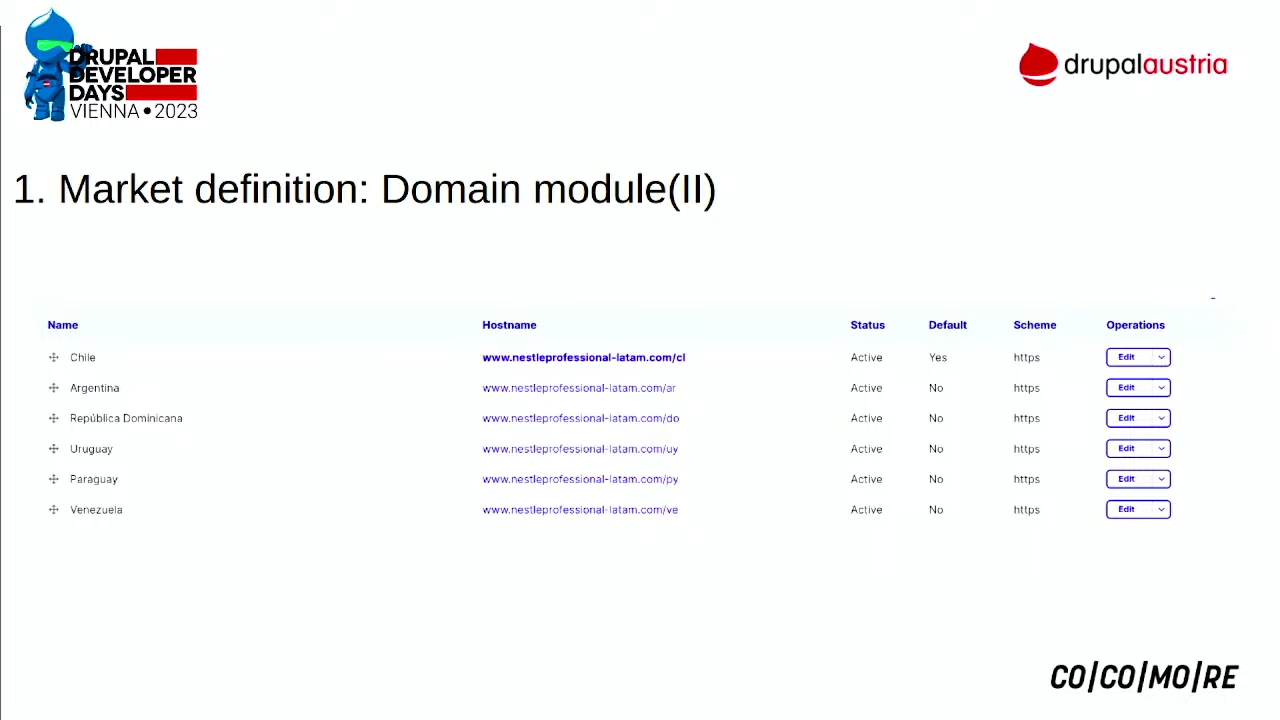 DRUPAL
DEVELOPER
DAYS
VIENNA • 2023
drupalaustria
1. Market definition: Domain module(II)
Name Hostname Status Default Scheme Operations
Chile www.nestleprofessional-latam.com/cl Active Yes https Edit
Argentina www.nestleprofessional-latam.com/ar Active No https Edit
República Dominicana www.nestleprofessional-latam.com/do Active No https Edit
Uruguay www.nestleprofessional-latam.com/uy Active No https Edit
Paraguay www.nestleprofessional-latam.com/py Active No https Edit
Venezuela www.nestleprofessional-latam.com/ve Active No https Edit
CO|CO|MO|RE